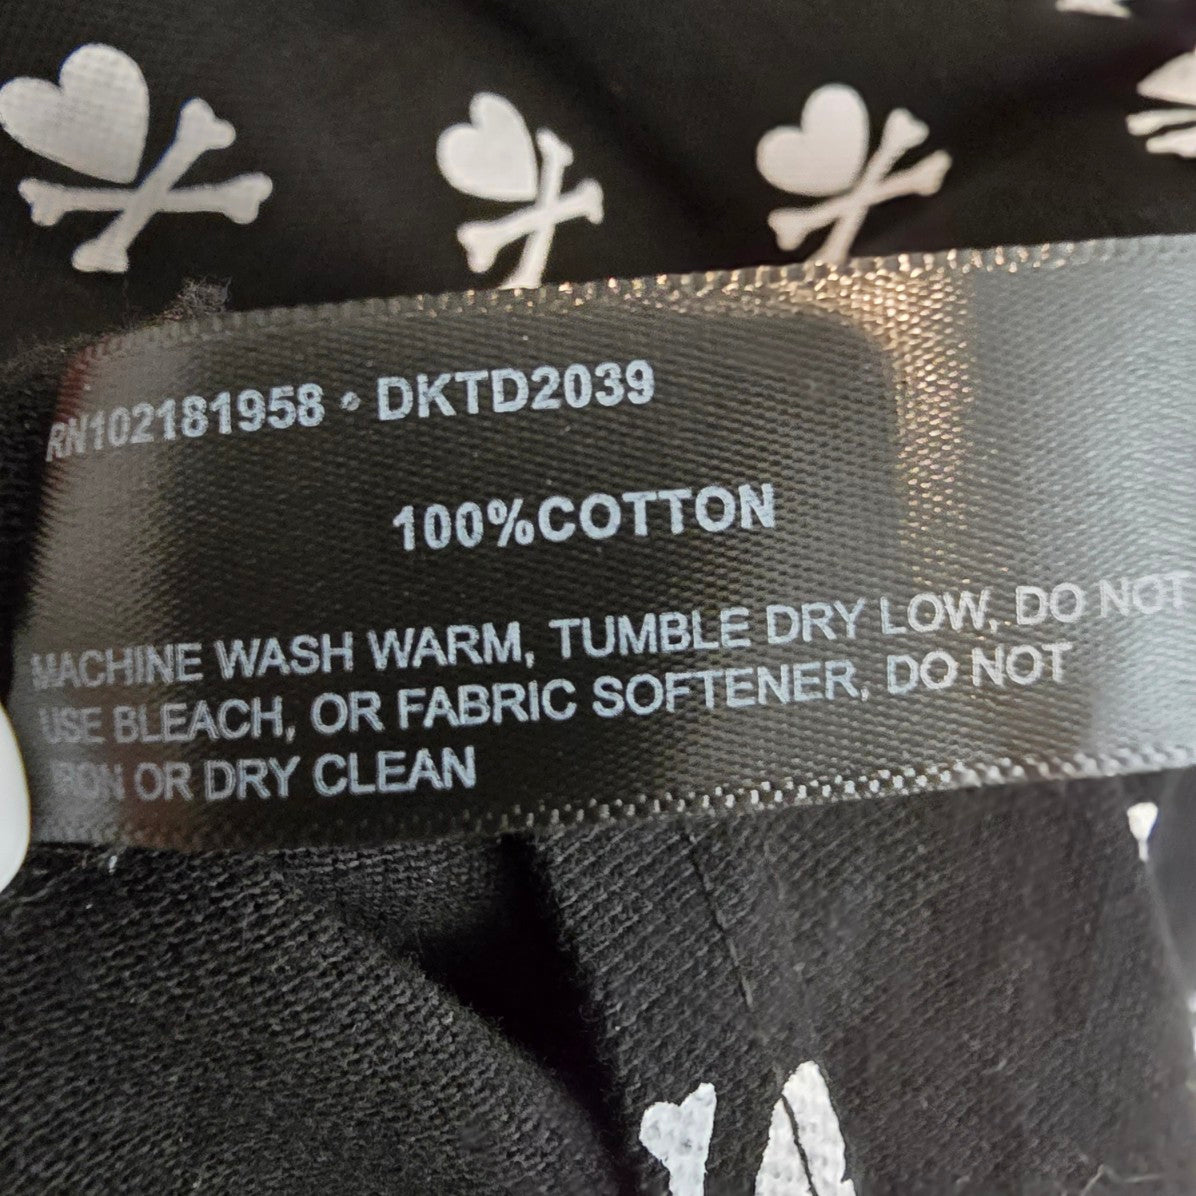 RN102181958 • DKTD2039
100%COTTON
MACHINE WASH WARM, TUMBLE DRY LOW, DO NOT
USE BLEACH, OR FABRIC SOFTENER, DO NOT
IRON OR DRY CLEAN